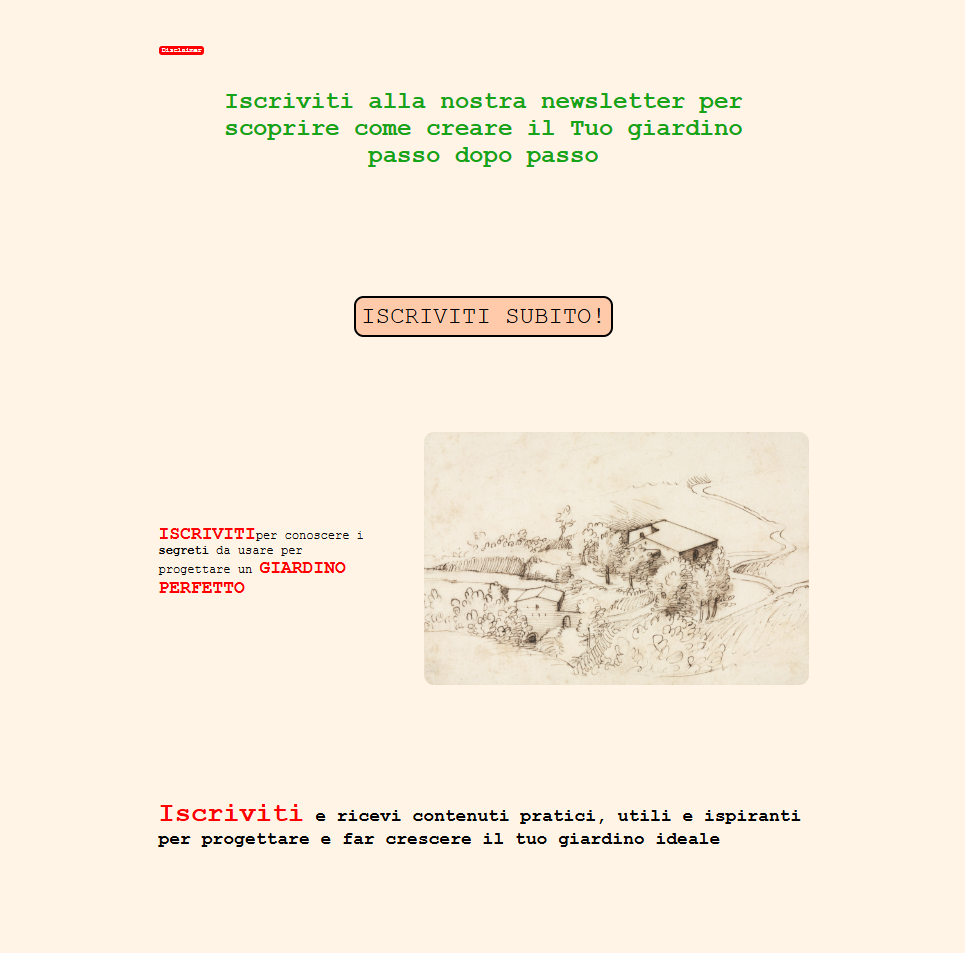 Disclaimer
Iscriviti alla nostra newsletter per
scoprire come creare il Tuo giardino
passo dopo passo
ISCRIVITI SUBITO!
ISCRIVITIper conoscere i
segreti da usare per
progettare un GIARDINO
PERFETTO
Iscriviti e ricevi contenuti pratici, utili e ispiranti
per progettare e far crescere il tuo giardino ideale